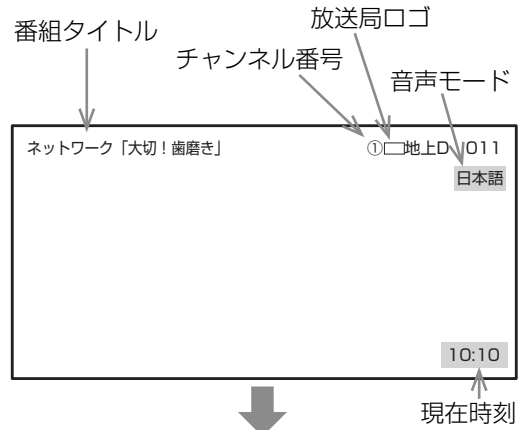 放送局ロゴ
番組タイトル
チャンネル番号
音声モード
ネットワーク「大切！歯磨き」 ①地上D 011
日本語
10:10
現在時刻